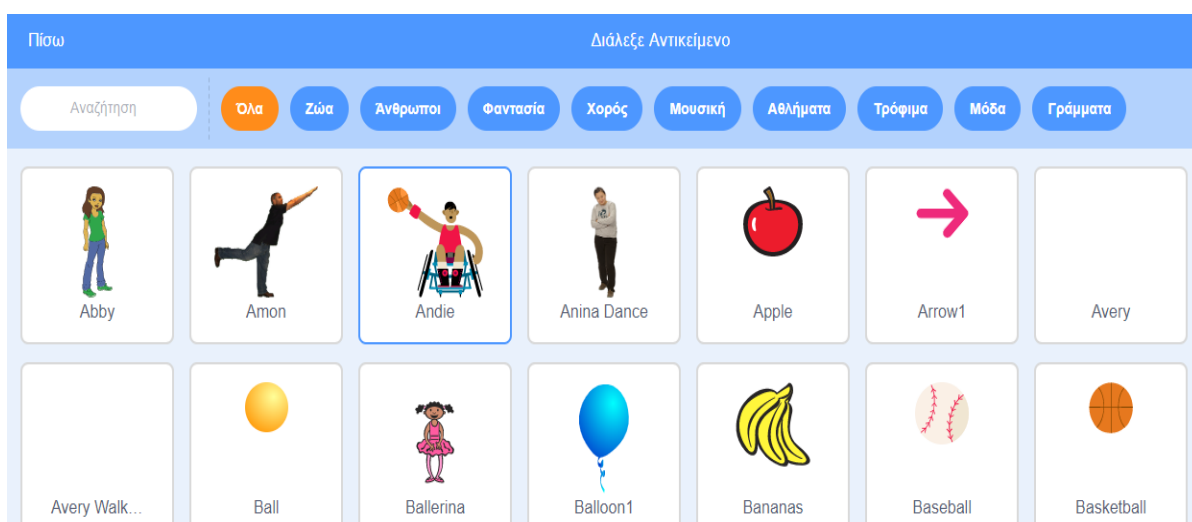 Πίσω Διάλεξε Αντικείμενο
Αναζήτηση Όλα Ζώα Άνθρωποι Φαντασία Χορός Μουσική Αθλήματα Τρόφιμα Μόδα Γράμματα
Abby Amon Andie Anina Dance Apple Arrow1 Avery
Avery Walk... Ball Ballerina Balloon1 Bananas Baseball Basketball